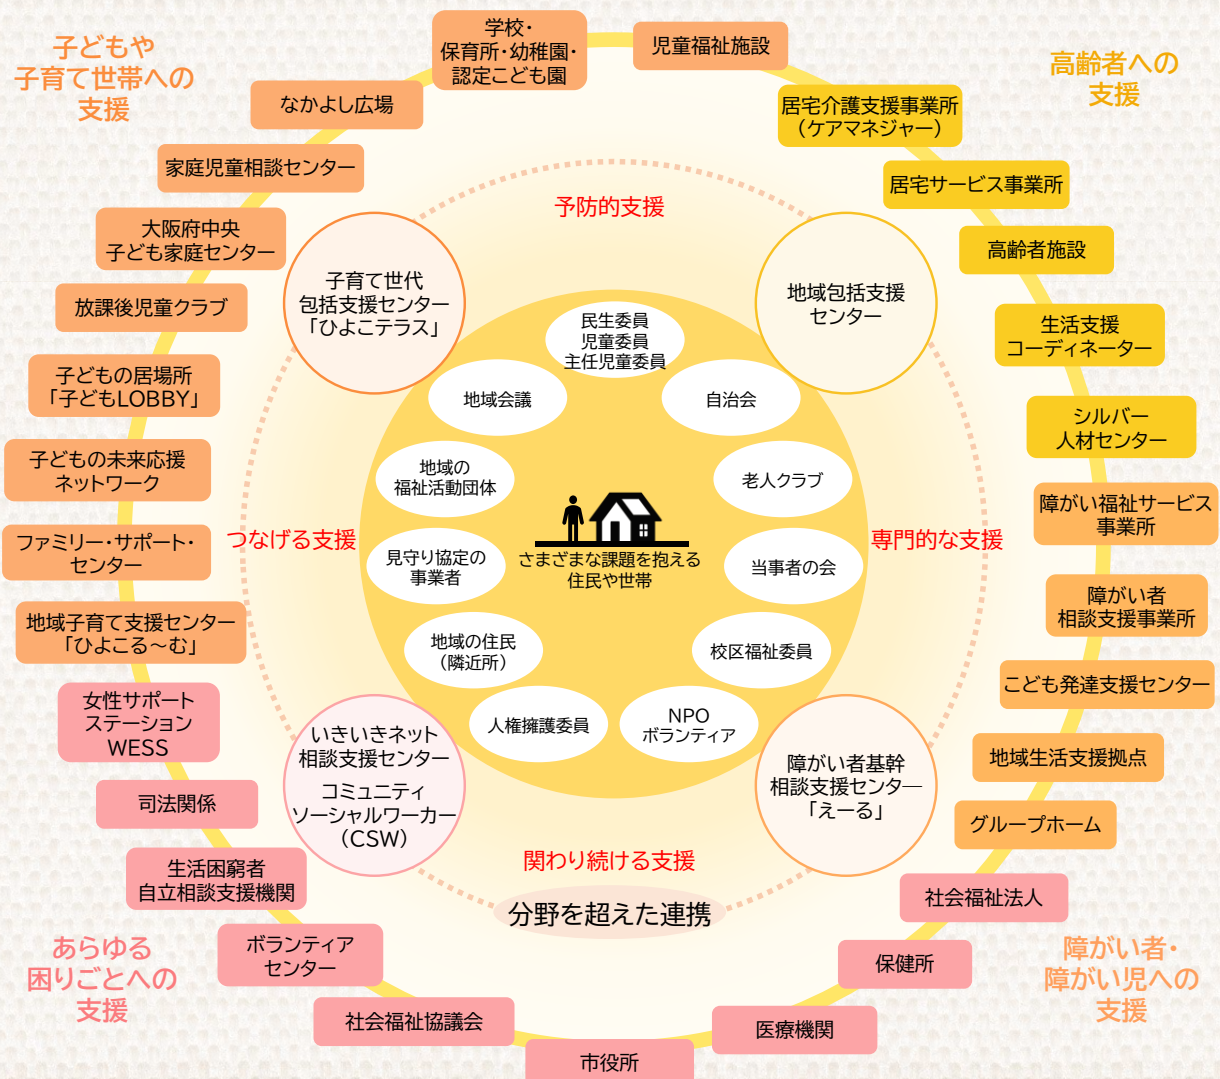 子どもや
子育て世帯への
支援
学校・
保育所・幼稚園・
認定こども園
児童福祉施設
高齢者への
支援
なかよし広場
居宅介護支援事業所
(ケアマネジャー)
家庭児童相談センター
居宅サービス事業所
大阪府中央
子ども家庭センター
高齢者施設
放課後児童クラブ
生活支援
コーディネーター
子どもの居場所
「子どもLOBBY」
シルバー
人材センター
子どもの未来応援
ネットワーク
障がい福祉サービス
事業所
ファミリー・サポート・
センター
障がい者
相談支援事業所
地域子育て支援センター
「ひよこる～む」
こども発達支援センター
女性サポート
ステーション
WESS
地域生活支援拠点
司法関係
グループホーム
生活困窮者
自立相談支援機関
社会福祉法人
ボランティア
センター
保健所
社会福祉協議会
医療機関
市役所
あらゆる
困りごとへの
支援
障がい者・
障がい児への
支援
予防的支援
つなげる支援
専門的な支援
関わり続ける支援
分野を超えた連携
子育て世代
包括支援センター
「ひよこテラス」
地域包括支援
センター
いきいきネット
相談支援センター
コミュニティ
ソーシャルワーカー
(CSW)
障がい者基幹
相談支援センター
「えーる」
民生委員
児童委員
主任児童委員
地域会議
自治会
地域の
福祉活動団体
老人クラブ
見守り協定の
事業者
当事者の会
地域の住民
(隣近所)
校区福祉委員
人権擁護委員
NPO
ボランティア
さまざまな課題を抱える
住民や世帯